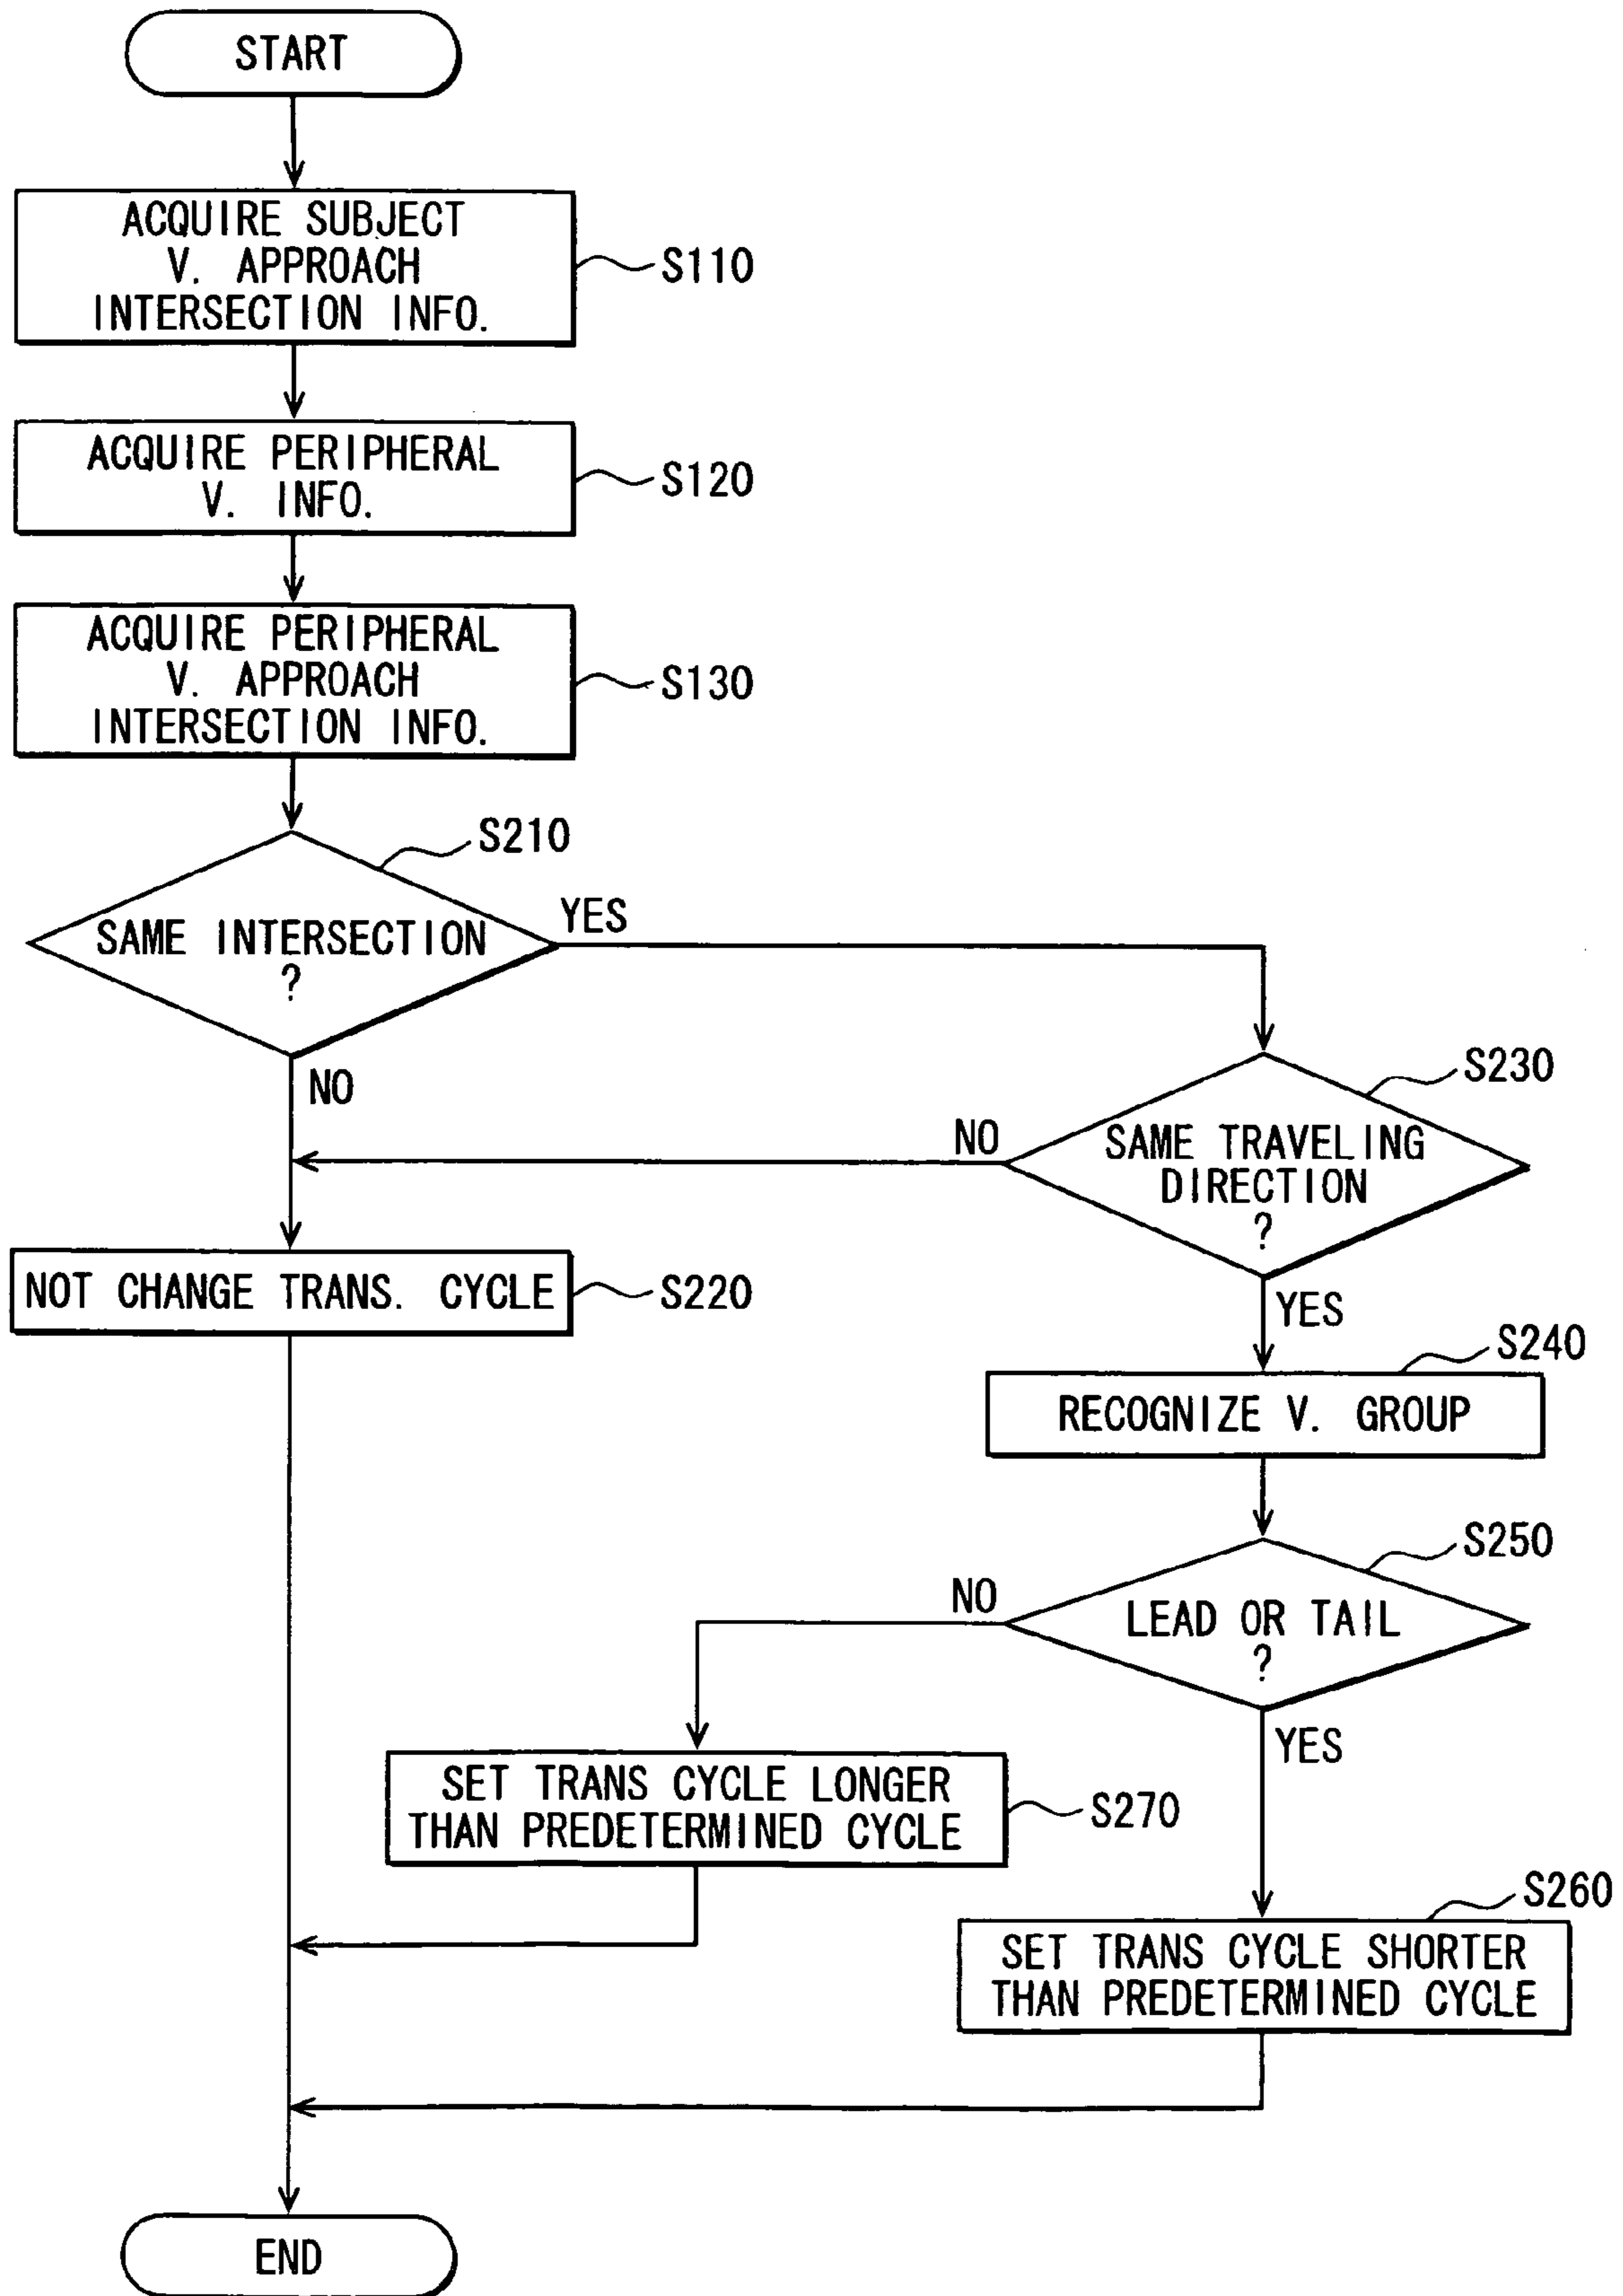 START
ACQUIRE SUBJECT
V. APPROACH
INTERSECTION INFO.
S110
ACQUIRE PERIPHERAL
V. INFO.
S120
ACQUIRE PERIPHERAL
V. APPROACH
INTERSECTION INFO.
S130
S210
SAME INTERSECTION
?
YES
NO
S230
SAME TRAVELING
DIRECTION
?
NO
YES
NOT CHANGE TRANS. CYCLE
S220
S240
RECOGNIZE V. GROUP
S250
LEAD OR TAIL
?
NO
YES
SET TRANS CYCLE LONGER
THAN PREDETERMINED CYCLE
S270
S260
SET TRANS CYCLE SHORTER
THAN PREDETERMINED CYCLE
END